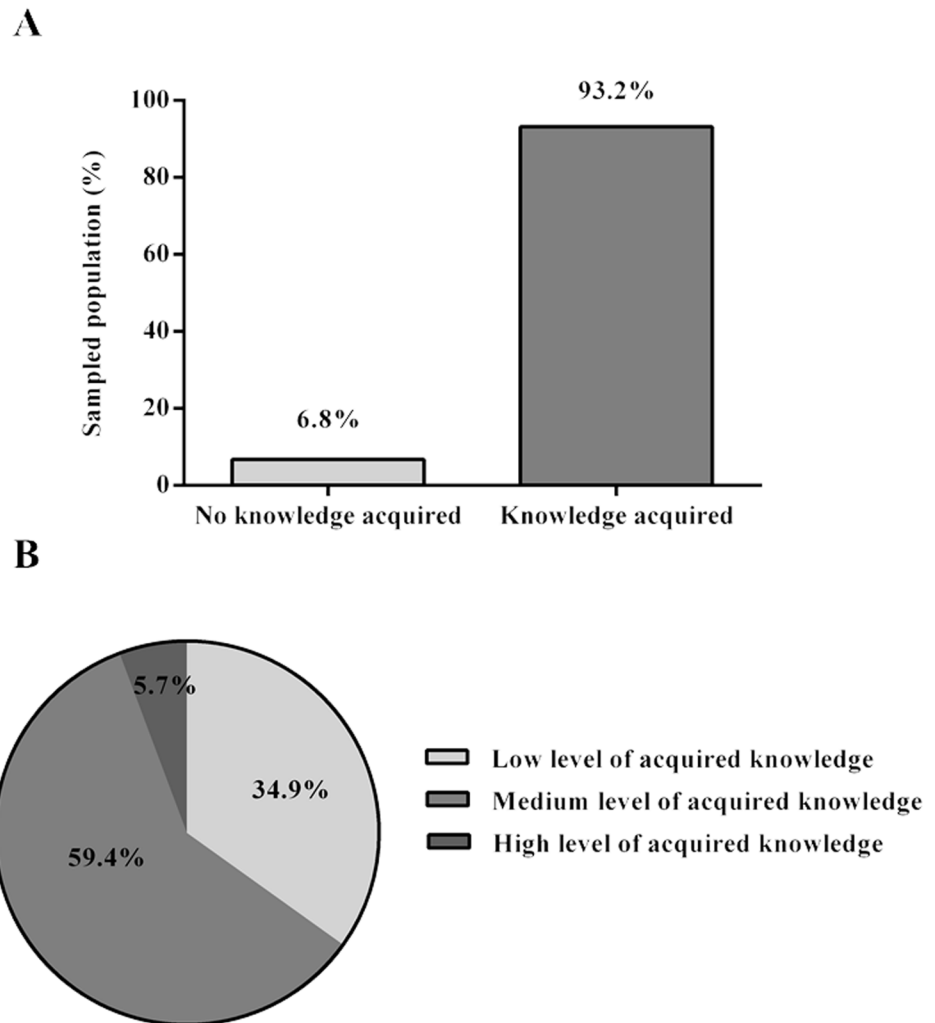 A
93.2%
100
80
60
40
20
0
Sampled population (%)
6.8%
No knowledge acquired
Knowledge acquired
B
5.7%
34.9%
59.4%
Low level of acquired knowledge
Medium level of acquired knowledge
High level of acquired knowledge